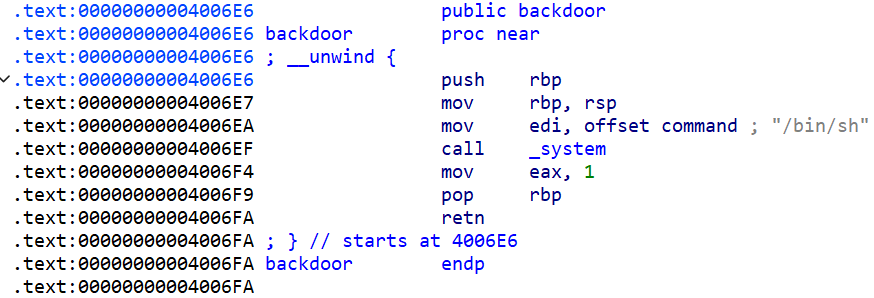 .text:00000000004006E6 public backdoor
.text:00000000004006E6 backdoor proc near
.text:00000000004006E6 ; __unwind {
.text:00000000004006E6 push rbp
.text:00000000004006E7 mov rbp, rsp
.text:00000000004006EA mov edi, offset command ; "/bin/sh"
.text:00000000004006EF call _system
.text:00000000004006F4 mov eax, 1
.text:00000000004006F9 pop rbp
.text:00000000004006FA retn
.text:00000000004006FA ; } // starts at 4006E6
.text:00000000004006FA backdoor endp
.text:00000000004006FA